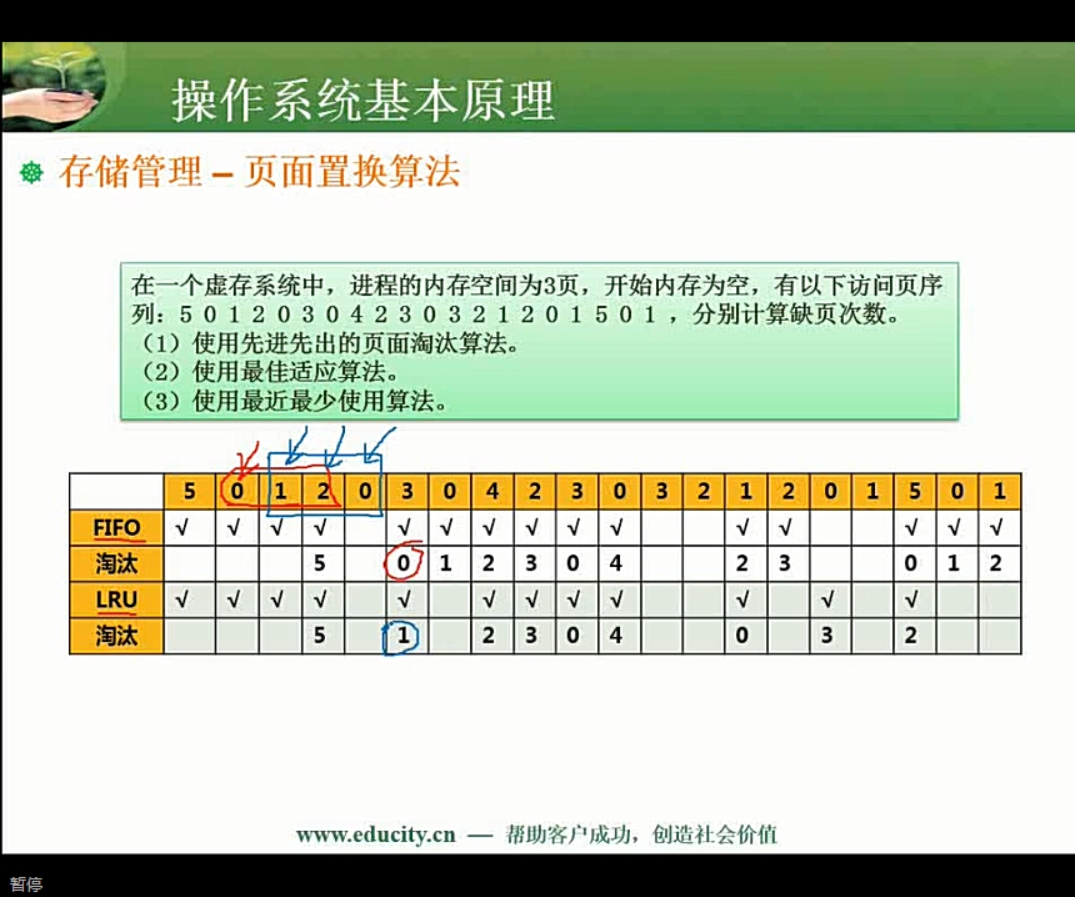 操作系统基本原理
存储管理 – 页面置换算法
在一个虚存系统中，进程的内存空间为3页，开始内存为空，有以下访问页序
列：5 0 1 2 0 3 0 4 2 3 0 3 2 1 2 0 1 5 0 1 ，分别计算缺页次数。
（1）使用先进先出的页面淘汰算法。
（2）使用最佳适应算法。
（3）使用最近最少使用算法。
5 0 1 2 0 3 0 4 2 3 0 3 2 1 2 0 1 5 0 1
FIFO √ √ √ √ √ √ √ √ √ √ √ √ √ √ √
淘汰 5 0 1 2 3 0 4 2 3 0 1 2
LRU √ √ √ √ √ √ √ √ √ √ √ √
淘汰 5 1 2 3 0 4 0 3 2
www.educity.cn — 帮助客户成功，创造社会价值
暂停